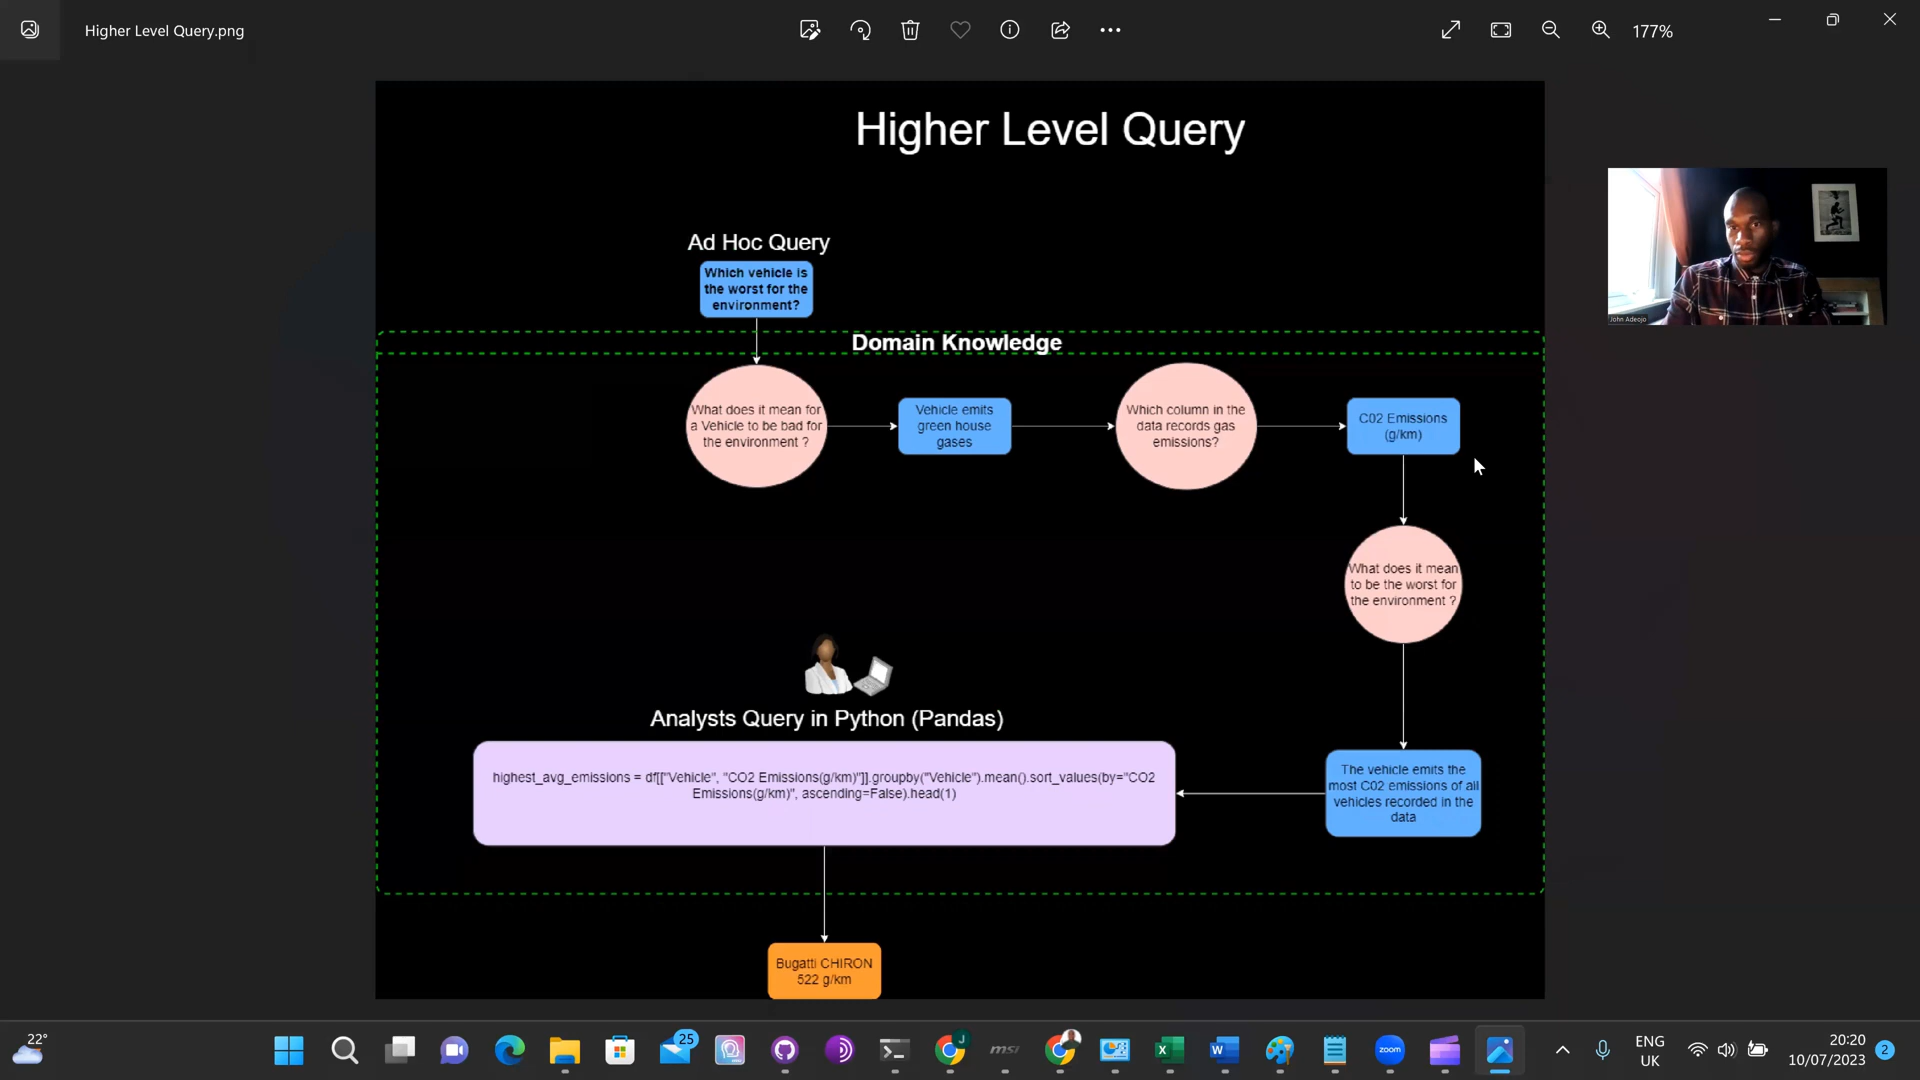 Higher Level Query.png
177%
Higher Level Query
Ad Hoc Query
Which vehicle is
the worst for the
environment?
Domain Knowledge
What does it mean for
a Vehicle to be bad for
the environment ?
Vehicle emits
green house
gases
Which column in the
data records gas
emissions?
C02 Emissions
(g/km)
What does it mean
to be the worst for
the environment ?
The vehicle emits the
most C02 emissions of all
vehicles recorded in the
data
Analysts Query in Python (Pandas)
highest_avg_emissions = df[["Vehicle", "CO2 Emissions(g/km)"]].groupby("Vehicle").mean().sort_values(by="CO2
Emissions(g/km)", ascending=False).head(1)
Bugatti CHIRON
522 g/km
John Adeojo
22°
25
J
msi
X
W
zoom
ENG
UK
20:20
10/07/2023
2